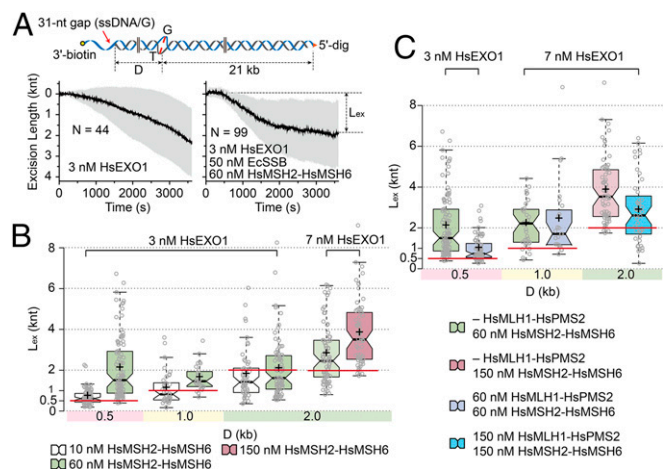 A
31-nt gap (ssDNA/G)
3'-biotin
G
T
5'-dig
D
21 kb
Excision Length (knt)
0
1
2
3
4
N = 44
3 nM HsEXO1
0 1000 2000 3000
Time (s)
N = 99
3 nM HsEXO1
50 nM EcSSB
60 nM HsMSH2-HsMSH6
Lex
0 1000 2000 3000
Time (s)
B
3 nM HsEXO1
7 nM HsEXO1
Lex (knt)
8
6
4
2
1
0.5
0
0.5
1.0
2.0
D (kb)
10 nM HsMSH2-HsMSH6
60 nM HsMSH2-HsMSH6
150 nM HsMSH2-HsMSH6
C
3 nM HsEXO1
7 nM HsEXO1
Lex (knt)
8
6
4
2
1
0.5
0
0.5
1.0
2.0
D (kb)
– HsMLH1-HsPMS2
60 nM HsMSH2-HsMSH6
– HsMLH1-HsPMS2
150 nM HsMSH2-HsMSH6
60 nM HsMLH1-HsPMS2
60 nM HsMSH2-HsMSH6
150 nM HsMLH1-HsPMS2
150 nM HsMSH2-HsMSH6